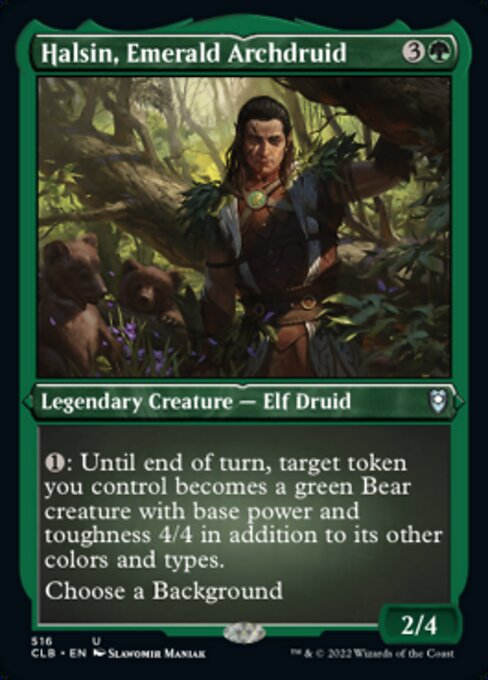 Halsin, Emerald Archdruid 3
Legendary Creature — Elf Druid
1: Until end of turn, target token
you control becomes a green Bear
creature with base power and
toughness 4/4 in addition to its other
colors and types.
Choose a Background
2/4
516 U
CLB • EN Slawomir Maniak
™ & © 2022 Wizards of the Coast